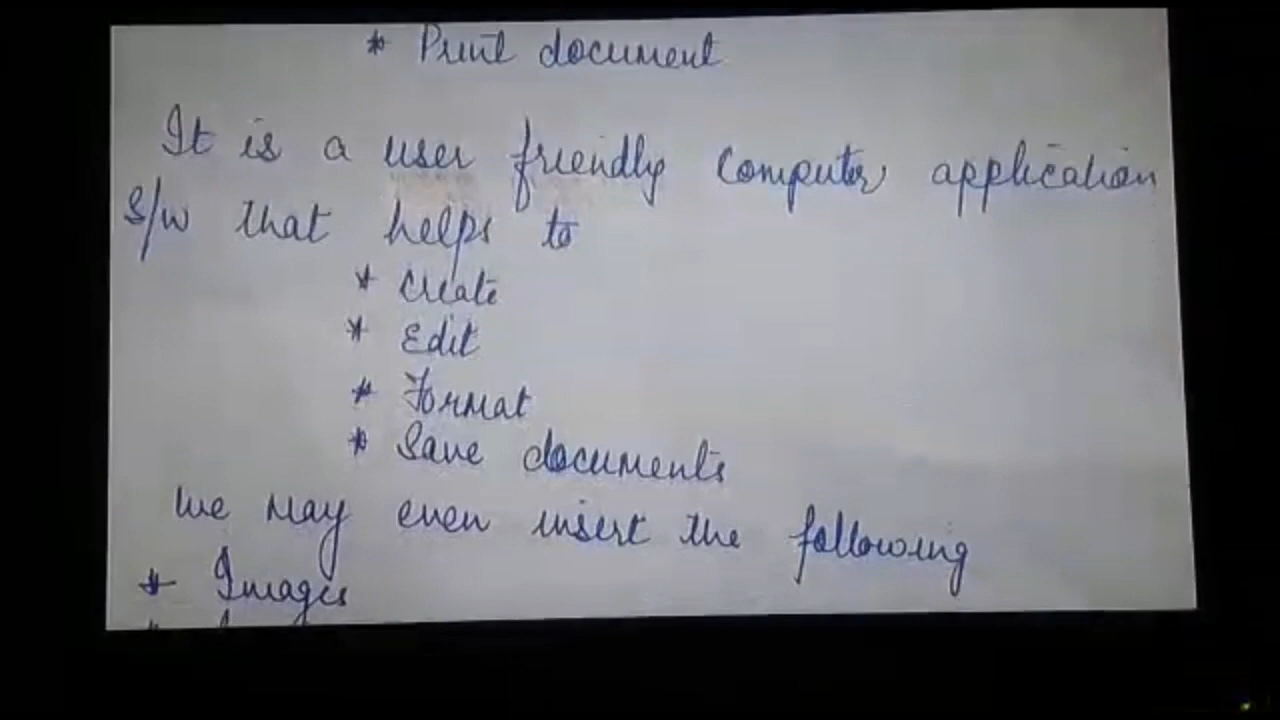 * Print document
It is a user friendly computer application
S/w that helps to
* Create
* Edit
* Format
* Save documents
we may even insert the following
* Images